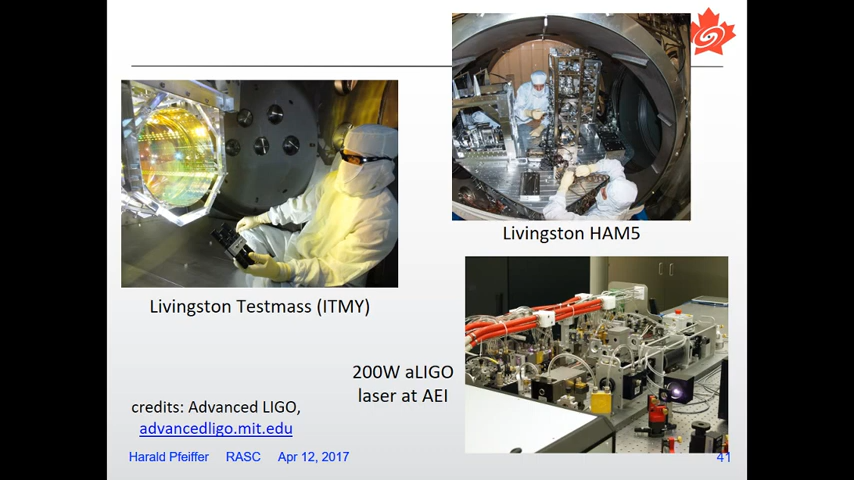 Livingston HAM5
Livingston Testmass (ITMY)
200W aLIGO
laser at AEI
credits: Advanced LIGO,
advancedligo.mit.edu
Harald Pfeiffer RASC Apr 12, 2017
41